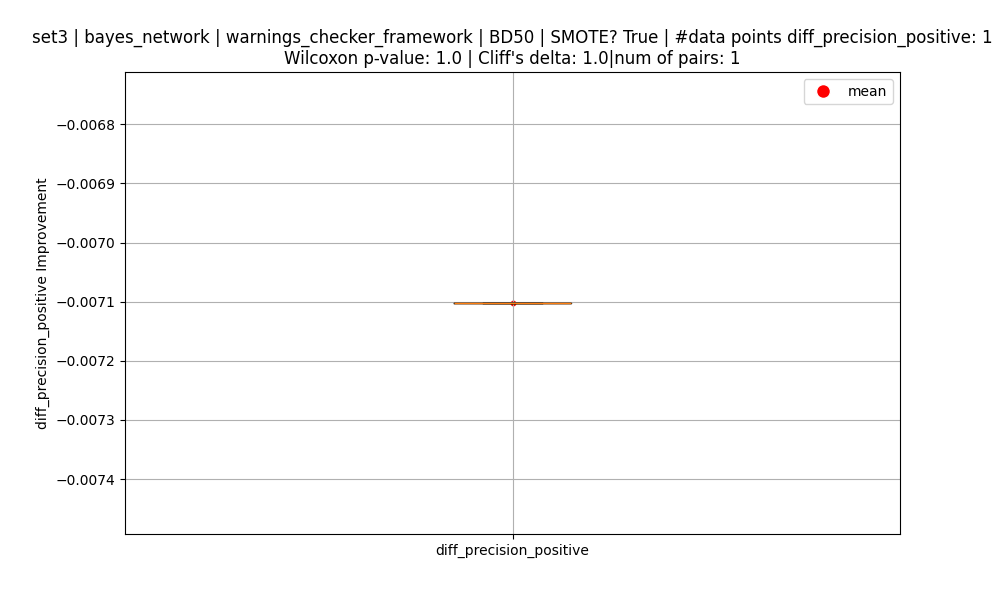 set3 | bayes_network | warnings_checker_framework | BD50 | SMOTE? True | #data points diff_precision_positive: 1
Wilcoxon p-value: 1.0 | Cliff's delta: 1.0|num of pairs: 1
mean
−0.0068
−0.0069
−0.0070
−0.0071
−0.0072
−0.0073
−0.0074
diff_precision_positive Improvement
diff_precision_positive